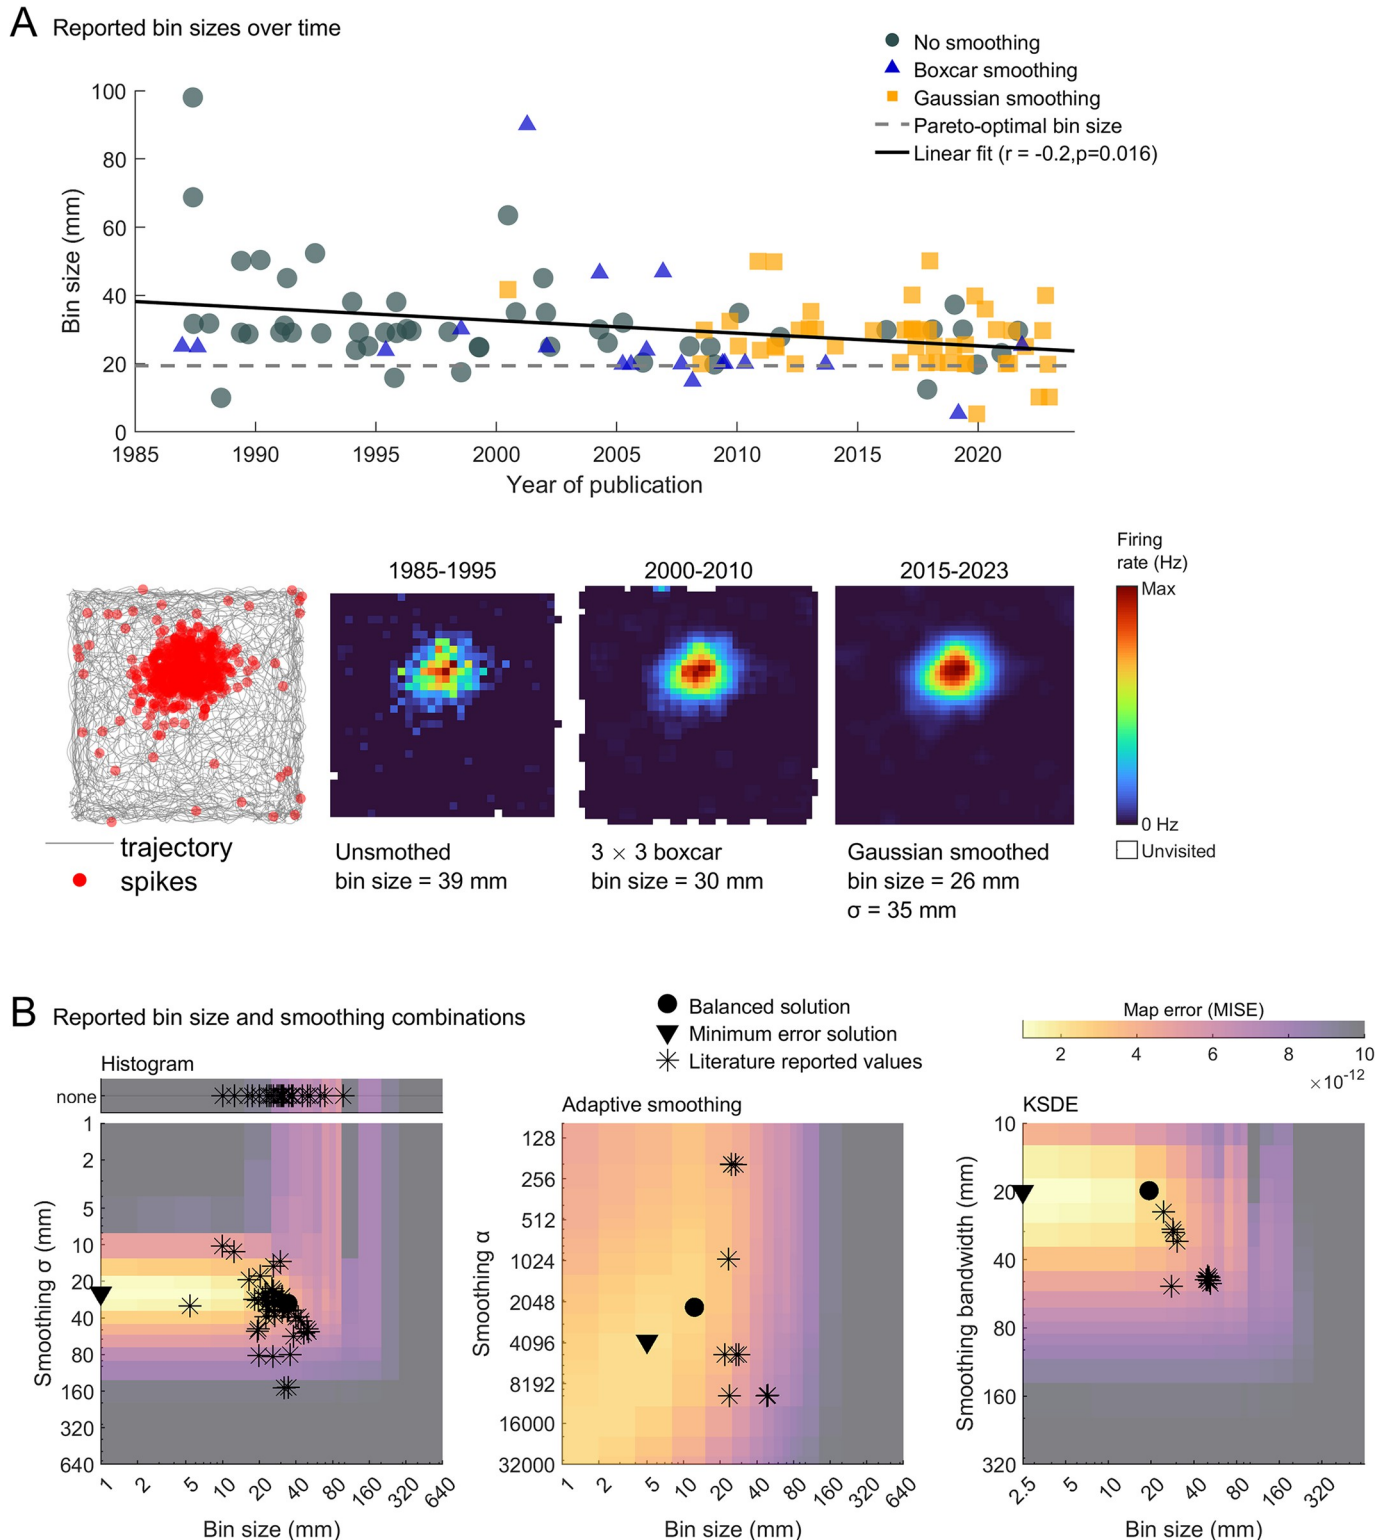 A Reported bin sizes over time
No smoothing
Boxcar smoothing
Gaussian smoothing
Pareto-optimal bin size
Linear fit (r = -0.2,p=0.016)
Bin size (mm)
100
80
60
40
20
0
1985 1990 1995 2000 2005 2010 2015 2020
Year of publication
1985-1995 2000-2010 2015-2023
Firing
rate (Hz)
Max
0 Hz
Unvisited
trajectory
spikes
Unsmothed
bin size = 39 mm
3 × 3 boxcar
bin size = 30 mm
Gaussian smoothed
bin size = 26 mm
σ = 35 mm
B Reported bin size and smoothing combinations
Balanced solution
Minimum error solution
Literature reported values
Map error (MISE)
2 4 6 8 10
×10-12
Histogram
none
Smoothing σ (mm)
1
2
5
10
20
40
80
160
320
640
1 2 5 10 20 40 80 160 320 640
Bin size (mm)
Adaptive smoothing
Smoothing α
128
256
512
1024
2048
4096
8192
16000
32000
1 2 5 10 20 40 80 160 320 640
Bin size (mm)
KSDE
Smoothing bandwidth (mm)
10
20
40
80
160
320
2.5 5 10 20 40 80 160 320
Bin size (mm)